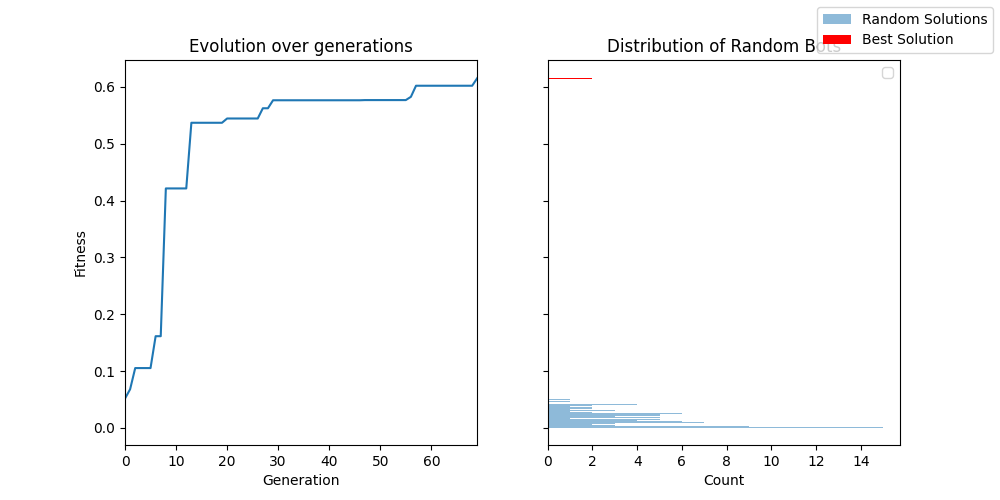 Random Solutions
Best Solution
Evolution over generations
Distribution of Random Bots
Fitness
0.6
0.5
0.4
0.3
0.2
0.1
0.0
0 10 20 30 40 50 60
Generation
0 2 4 6 8 10 12 14
Count